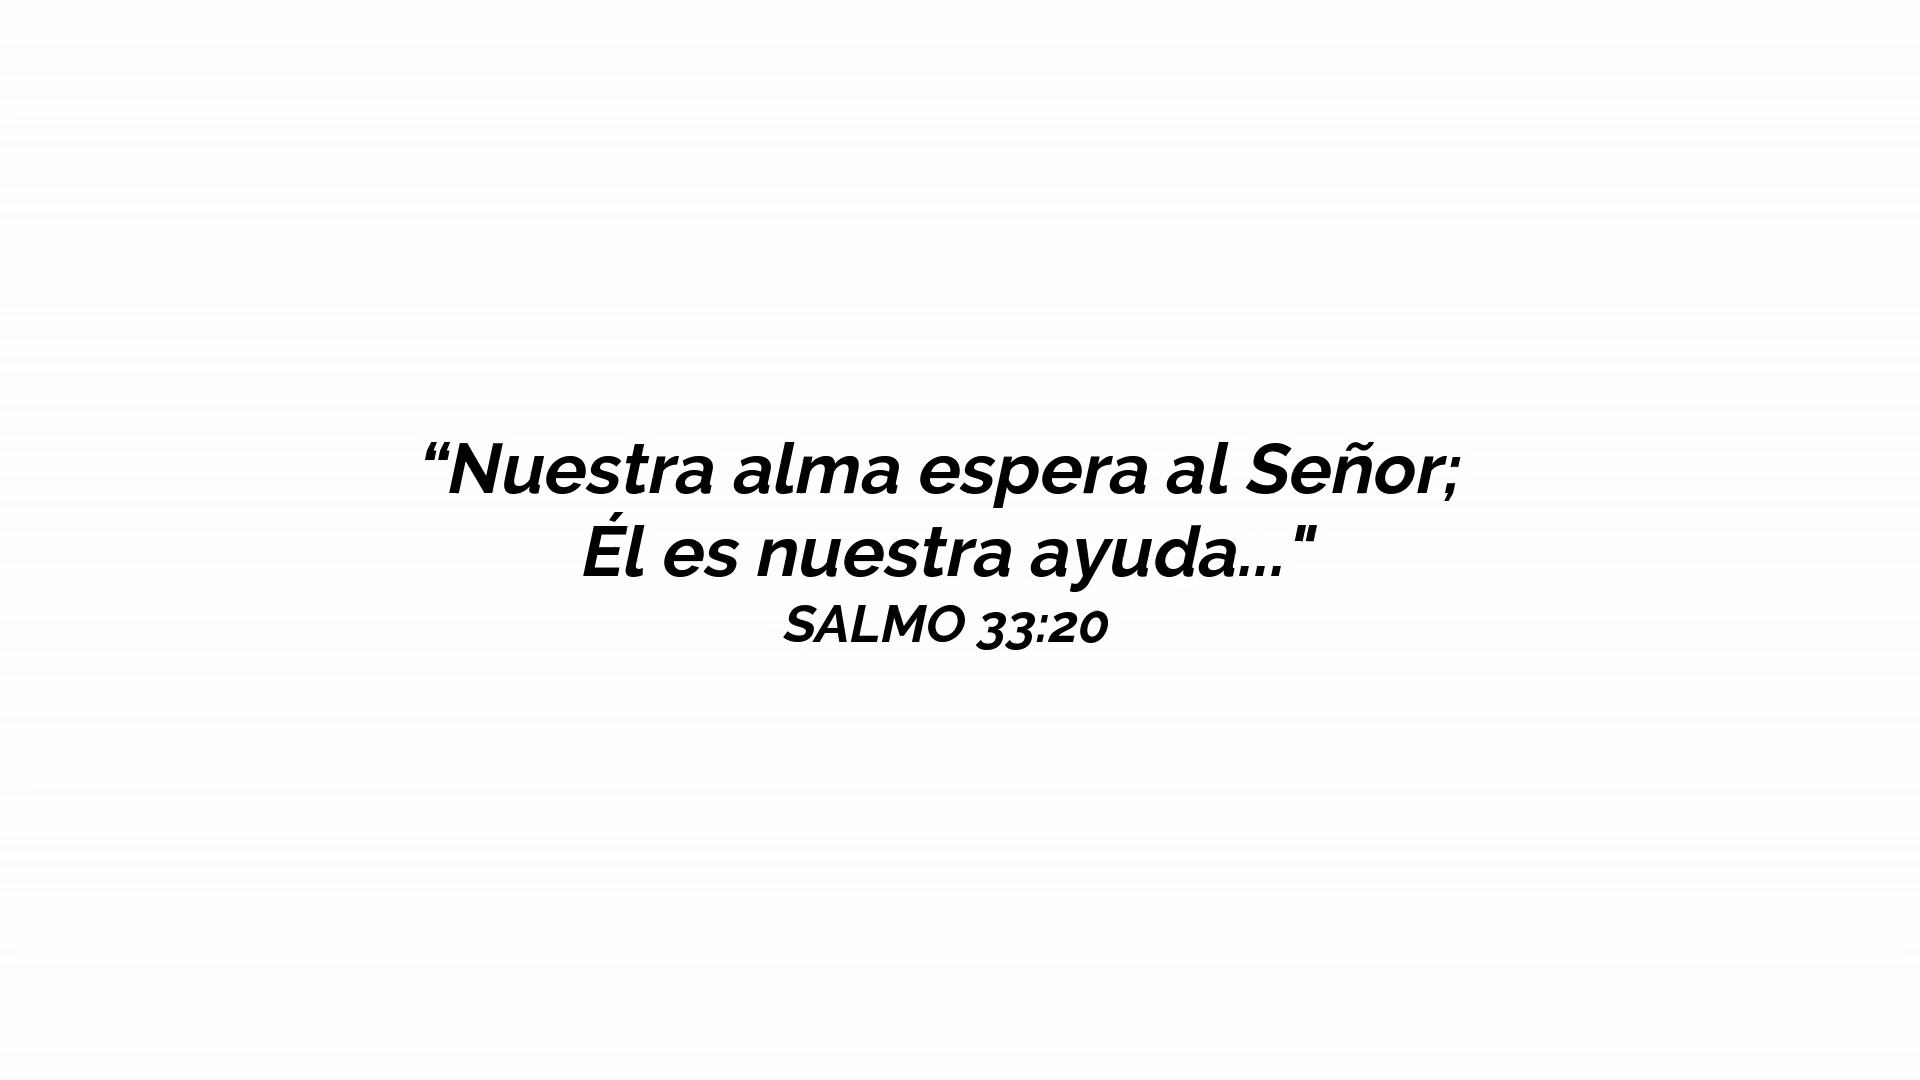 “Nuestra alma espera al Señor;
Él es nuestra ayuda..."
SALMO 33:20